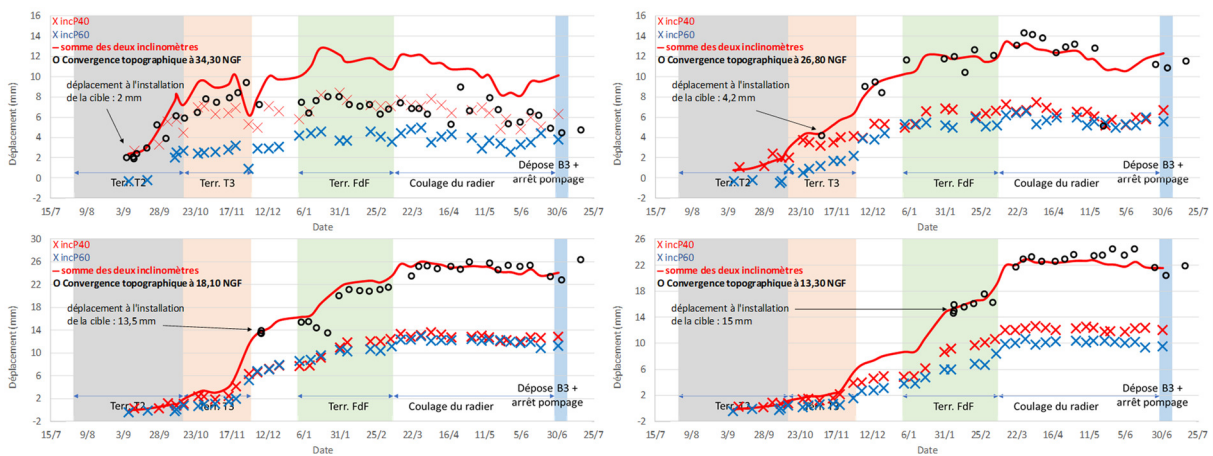 16
14
12
10
8
6
4
2
0
-2
Déplacement (mm)
X incP40
X incP60
— somme des deux inclinomètres
O Convergence topographique à 34,30 NGF
déplacement à l'installation
de la cible : 2 mm
Terr. T2
Terr. T3
Terr. FdF
Coulage du radier
Dépose B3 +
arrêt pompage
15/7 9/8 3/9 28/9 23/10 17/11 12/12 6/1 31/1 25/2 22/3 16/4 11/5 5/6 30/6 25/7
Date
16
14
12
10
8
6
4
2
0
-2
Déplacement (mm)
X incP40
X incP60
— somme des deux inclinomètres
O Convergence topographique à 26,80 NGF
déplacement à l'installation
de la cible : 4,2 mm
Terr. T2
Terr. T3
Terr. FdF
Coulage du radier
Dépose B3 +
arrêt pompage
15/7 9/8 3/9 28/9 23/10 17/11 12/12 6/1 31/1 25/2 22/3 16/4 11/5 5/6 30/6 25/7
Date
30
26
22
18
14
10
6
2
-2
Déplacement (mm)
X incP40
X incP60
— somme des deux inclinomètres
O Convergence topographique à 18,10 NGF
déplacement à l'installation
de la cible : 13,5 mm
Terr. T2
Terr. T3
Terr. FdF
Coulage du radier
Dépose B3 +
arrêt pompage
15/7 9/8 3/9 28/9 23/10 17/11 12/12 6/1 31/1 25/2 22/3 16/4 11/5 5/6 30/6 25/7
Date
26
22
18
14
10
6
2
-2
Déplacement (mm)
X incP40
X incP60
— somme des deux inclinomètres
O Convergence topographique à 13,30 NGF
déplacement à l'installation
de la cible : 15 mm
Terr. T2
Terr. T3
Terr. FdF
Coulage du radier
Dépose B3 +
arrêt pompage
15/7 9/8 3/9 28/9 23/10 17/11 12/12 6/1 31/1 25/2 22/3 16/4 11/5 5/6 30/6 25/7
Date